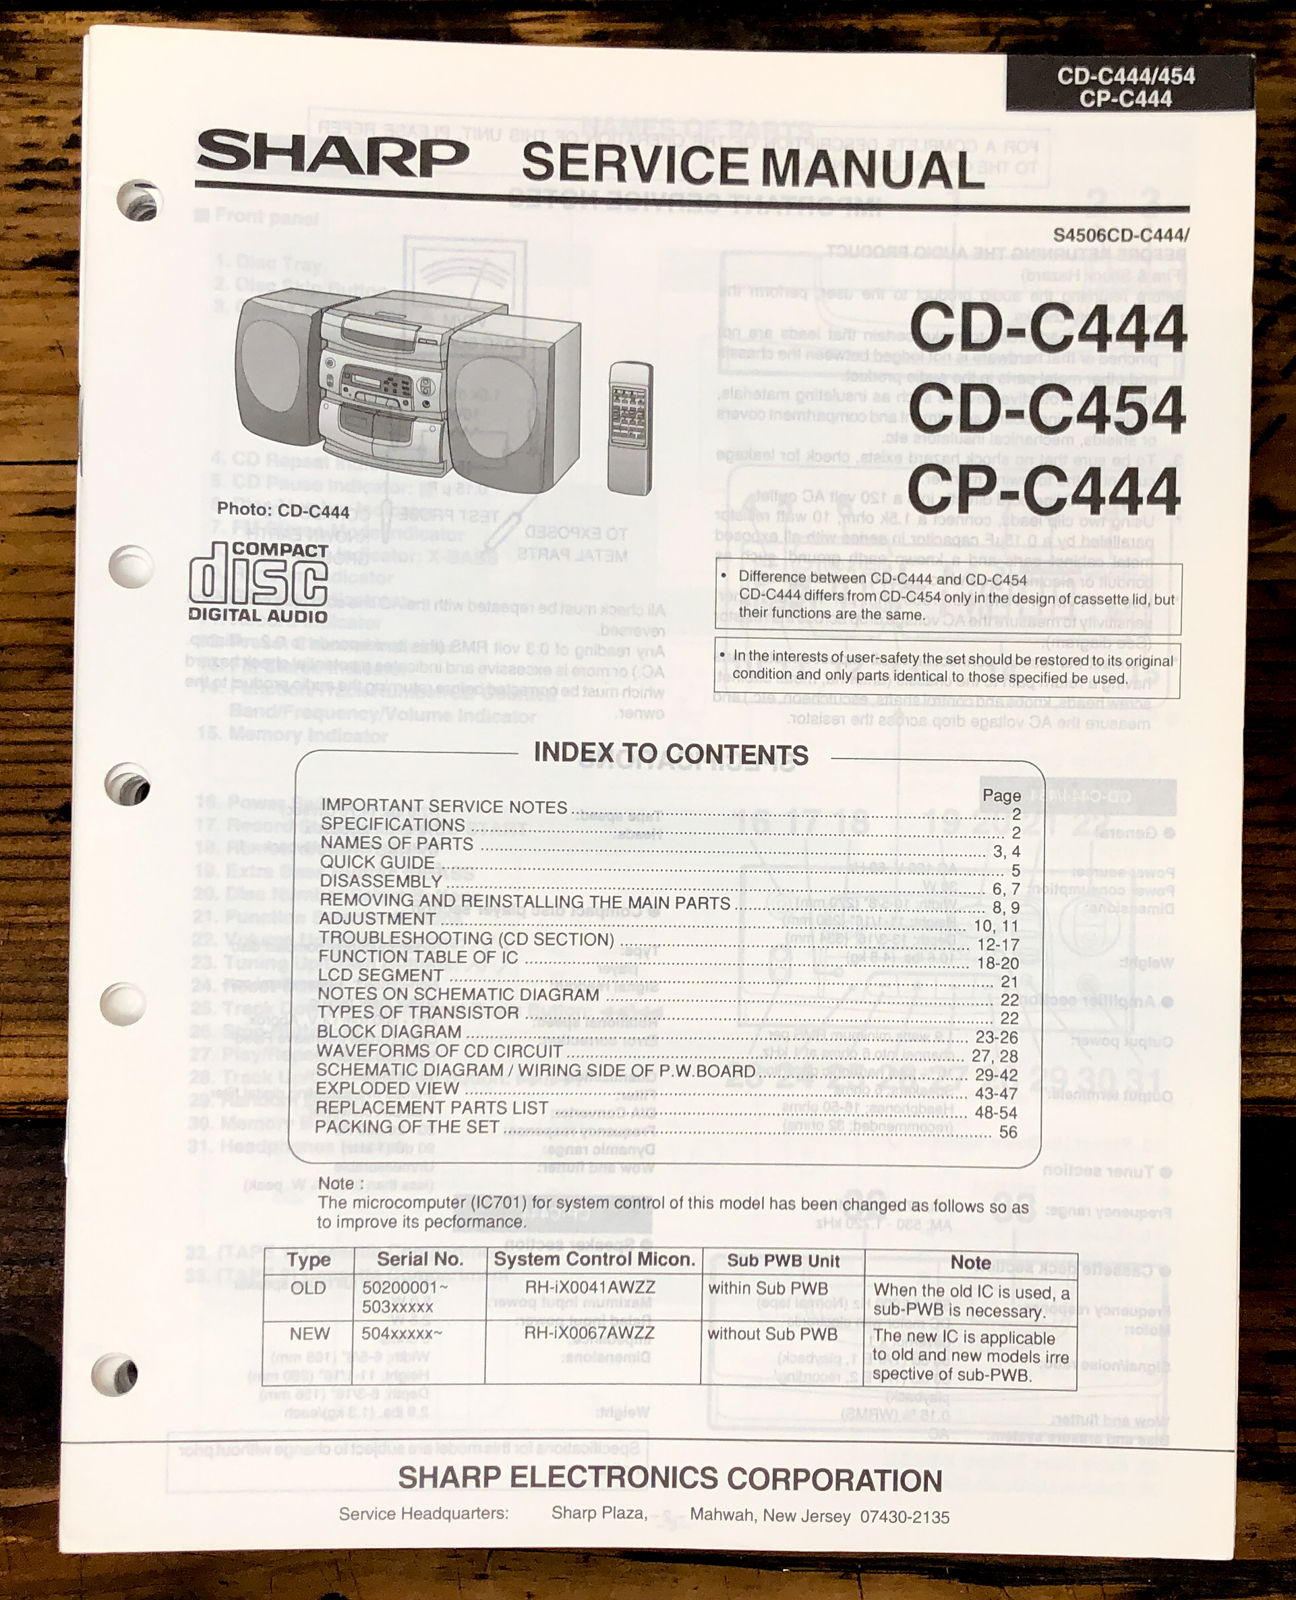 CD-C444/454
CP-C444
SHARP SERVICE MANUAL
S4506CD-C444/
CD-C444
CD-C454
CP-C444
Photo: CD-C444
COMPACT
disc
DIGITAL AUDIO
• Difference between CD-C444 and CD-C454
CD-C444 differs from CD-C454 only in the design of cassette lid, but
their functions are the same.
• In the interests of user-safety the set should be restored to its original
condition and only parts identical to those specified be used.
INDEX TO CONTENTS
Page
IMPORTANT SERVICE NOTES ... 2
SPECIFICATIONS ... 2
NAMES OF PARTS ... 3, 4
QUICK GUIDE ... 5
DISASSEMBLY ... 6, 7
REMOVING AND REINSTALLING THE MAIN PARTS ... 8, 9
ADJUSTMENT ... 10, 11
TROUBLESHOOTING (CD SECTION) ... 12-17
FUNCTION TABLE OF IC ... 18-20
LCD SEGMENT ... 21
NOTES ON SCHEMATIC DIAGRAM ... 22
TYPES OF TRANSISTOR ... 22
BLOCK DIAGRAM ... 23-26
WAVEFORMS OF CD CIRCUIT ... 27, 28
SCHEMATIC DIAGRAM / WIRING SIDE OF P.W.BOARD ... 29-42
EXPLODED VIEW ... 43-47
REPLACEMENT PARTS LIST ... 48-54
PACKING OF THE SET ... 56
Note :
The microcomputer (IC701) for system control of this model has been changed as follows so as
to improve its pecformance.
Type Serial No. System Control Micon. Sub PWB Unit Note
OLD 50200001~ RH-iX0041AWZZ within Sub PWB When the old IC is used, a
503xxxxx sub-PWB is necessary.
NEW 504xxxxx~ RH-iX0067AWZZ without Sub PWB The new IC is applicable
to old and new models irre
spective of sub-PWB.
SHARP ELECTRONICS CORPORATION
Service Headquarters: Sharp Plaza, Mahwah, New Jersey 07430-2135